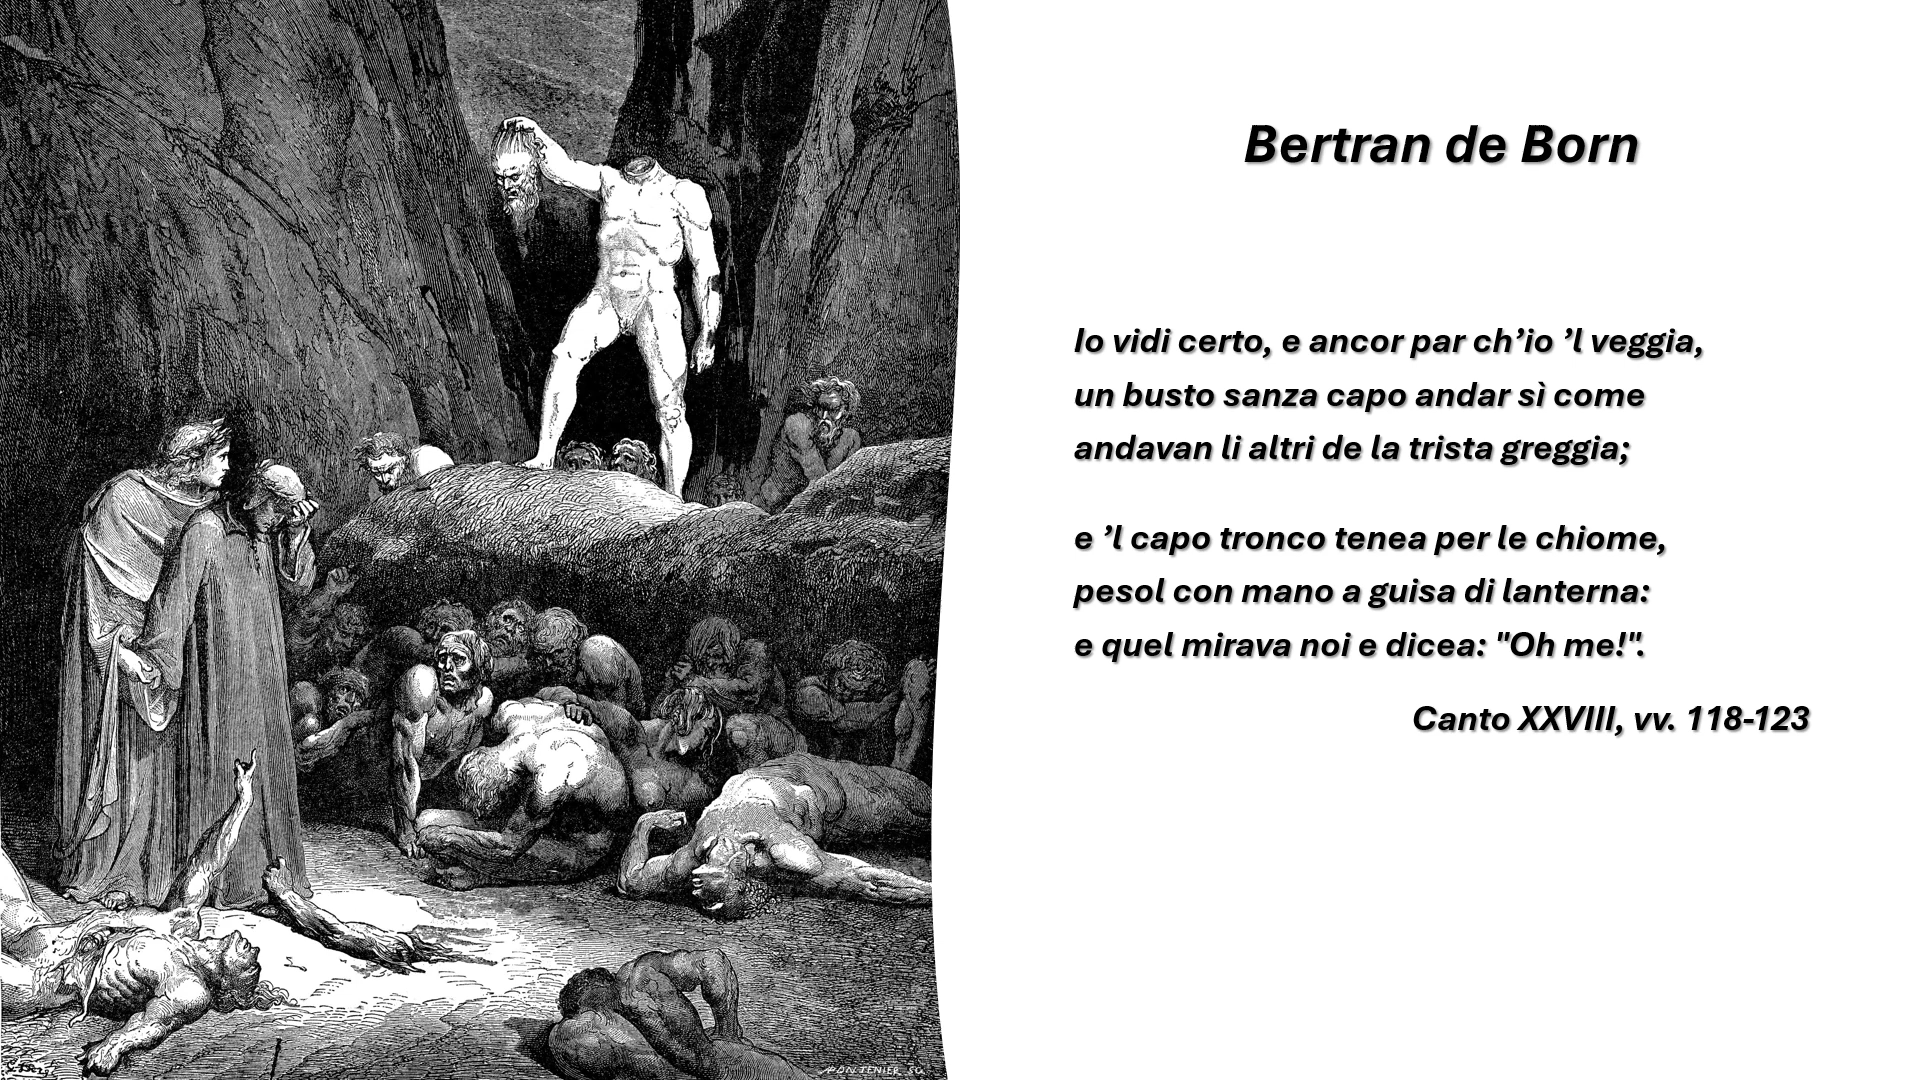 Bertran de Born
Io vidi certo, e ancor par ch’io ’l veggia,
un busto sanza capo andar sì come
andavan li altri de la trista greggia;
e ’l capo tronco tenea per le chiome,
pesol con mano a guisa di lanterna:
e quel mirava noi e dicea: "Oh me!".
Canto XXVIII, vv. 118-123